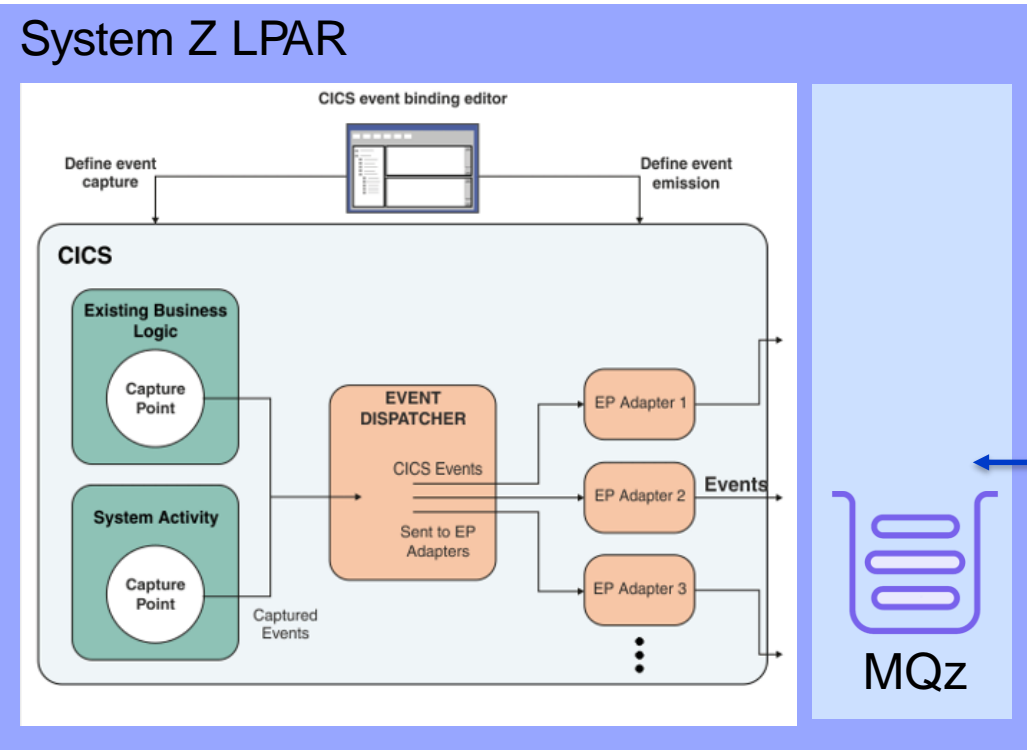 System Z LPAR
CICS event binding editor
Define event
capture
Define event
emission
CICS
Existing Business
Logic
Capture
Point
System Activity
Capture
Point
Captured
Events
EVENT
DISPATCHER
CICS Events
Sent to EP
Adapters
EP Adapter 1
EP Adapter 2
EP Adapter 3
Events
MQz